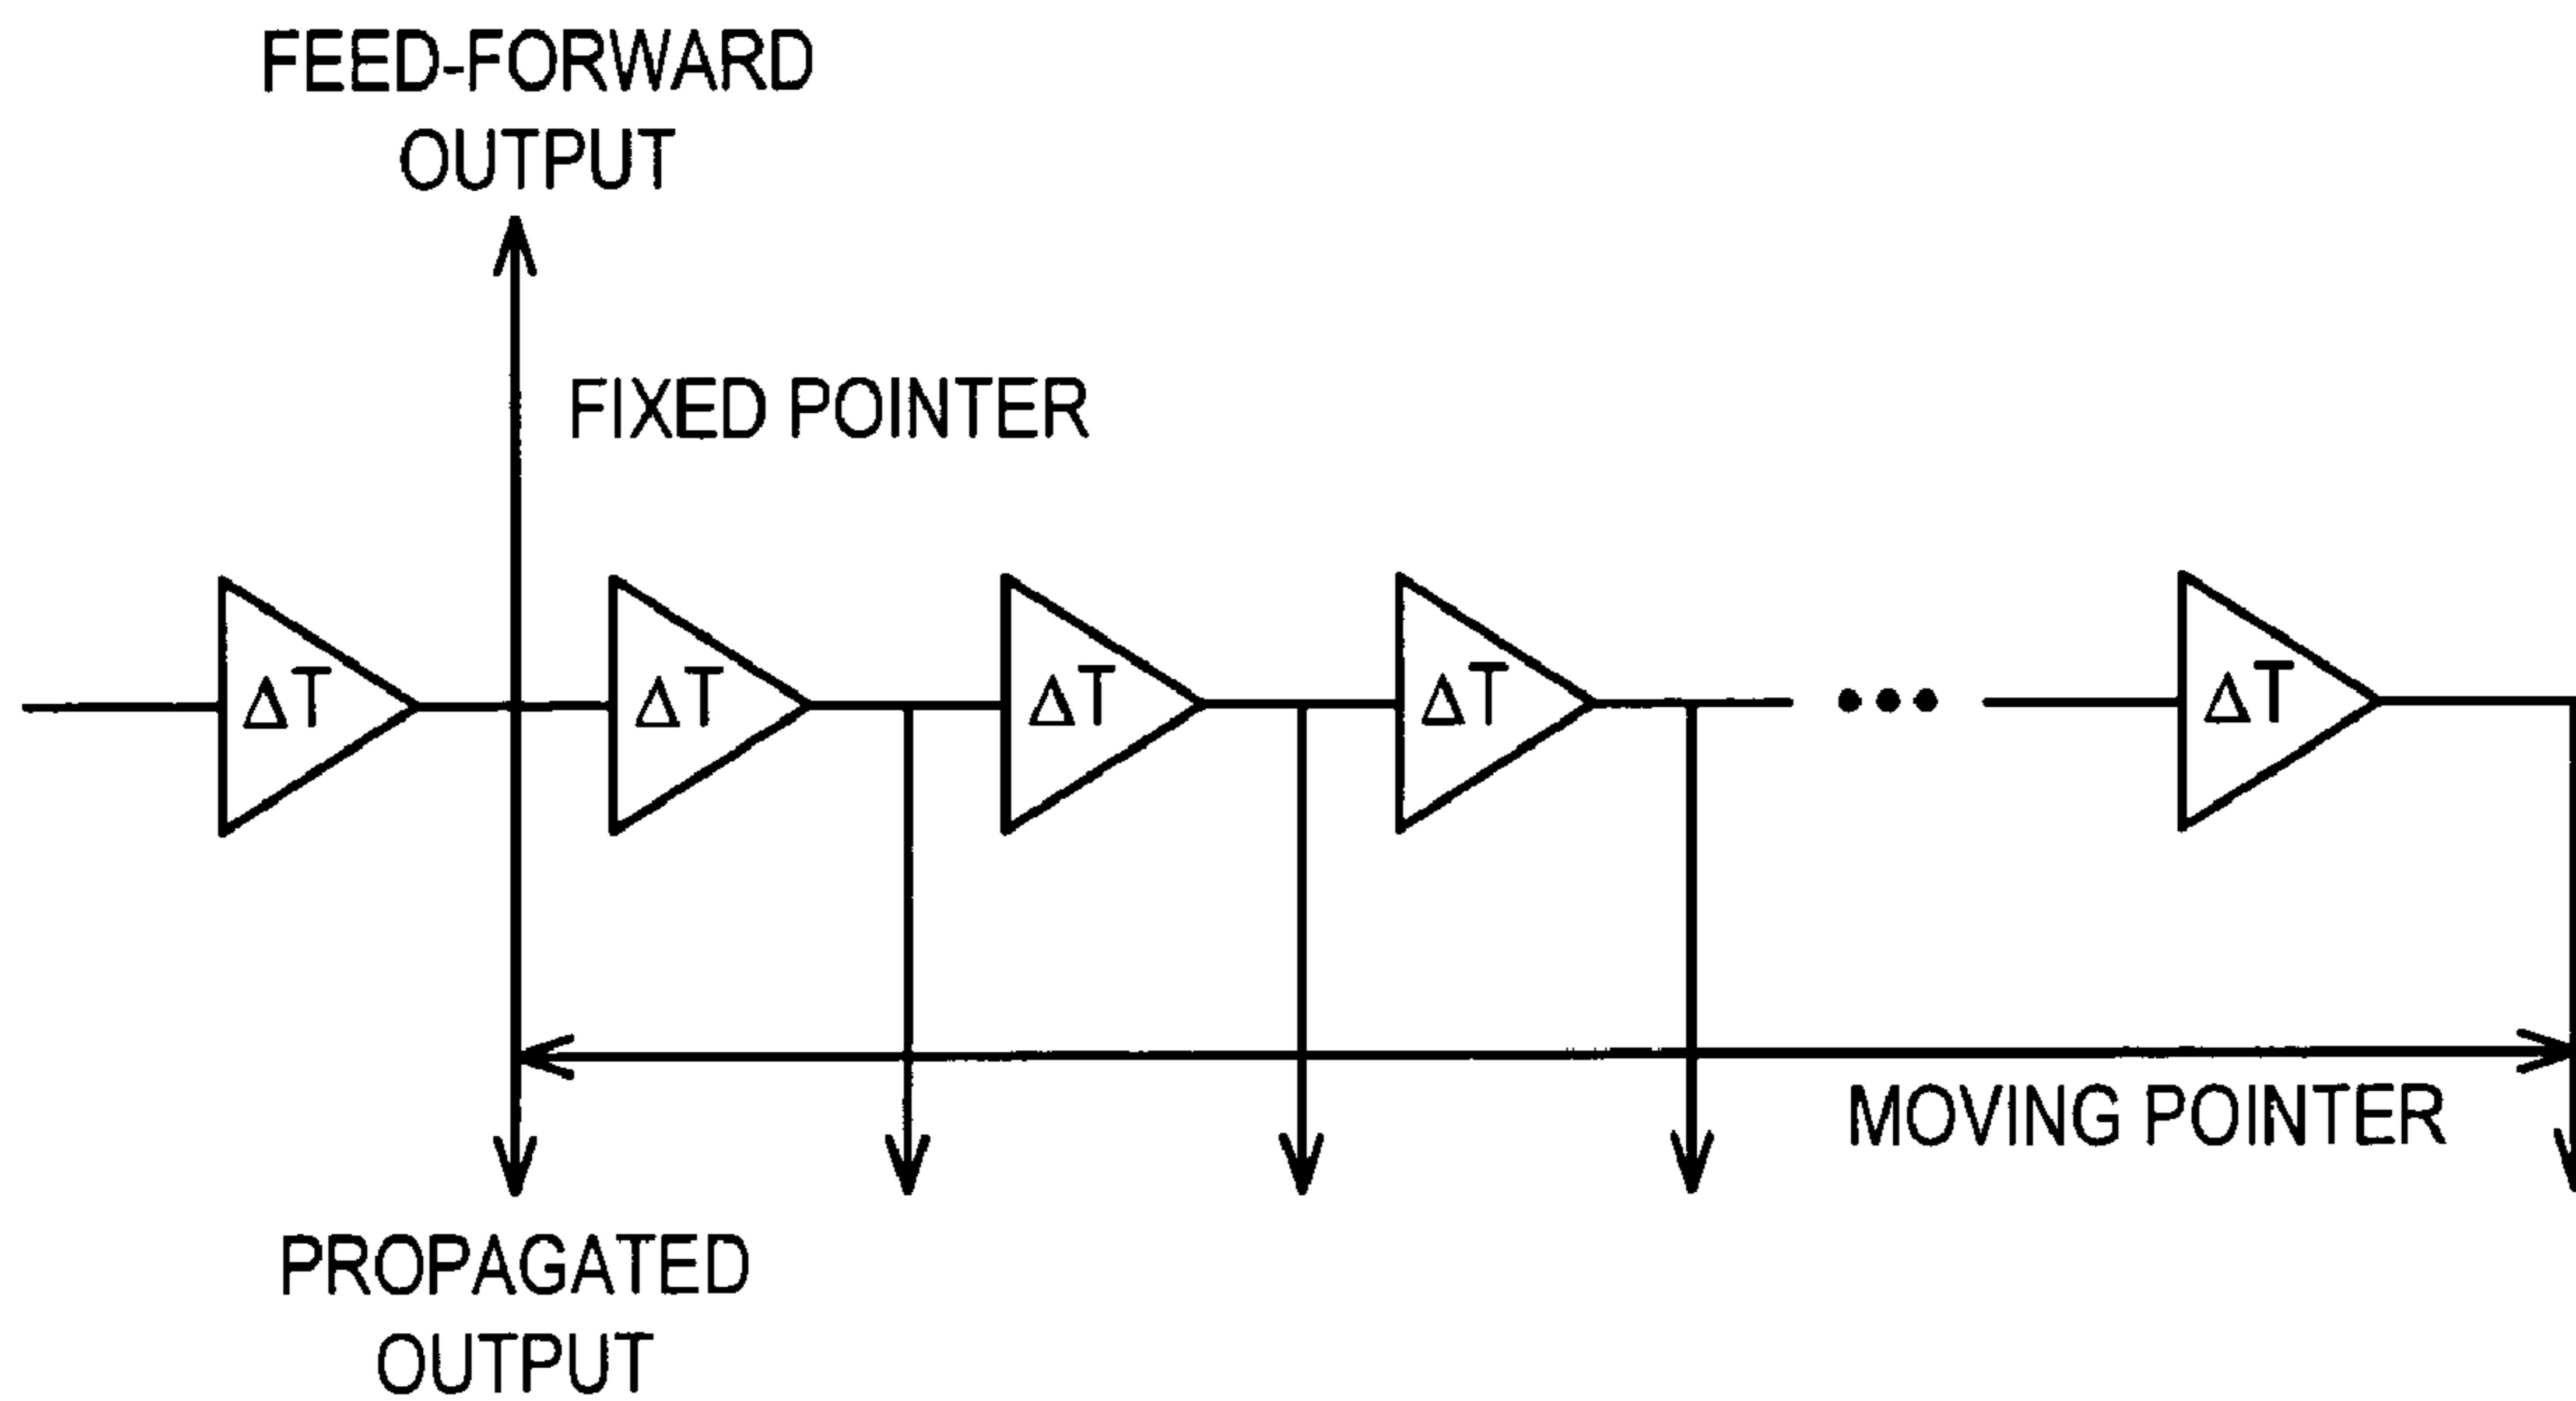 FEED-FORWARD
OUTPUT
FIXED POINTER
ΔT
ΔT
ΔT
ΔT
ΔT
MOVING POINTER
PROPAGATED
OUTPUT